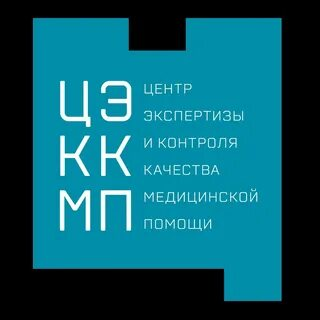 ЦЭ
КК
МП
ЦЕНТР
ЭКСПЕРТИЗЫ
И КОНТРОЛЯ
КАЧЕСТВА
МЕДИЦИНСКОЙ
ПОМОЩИ